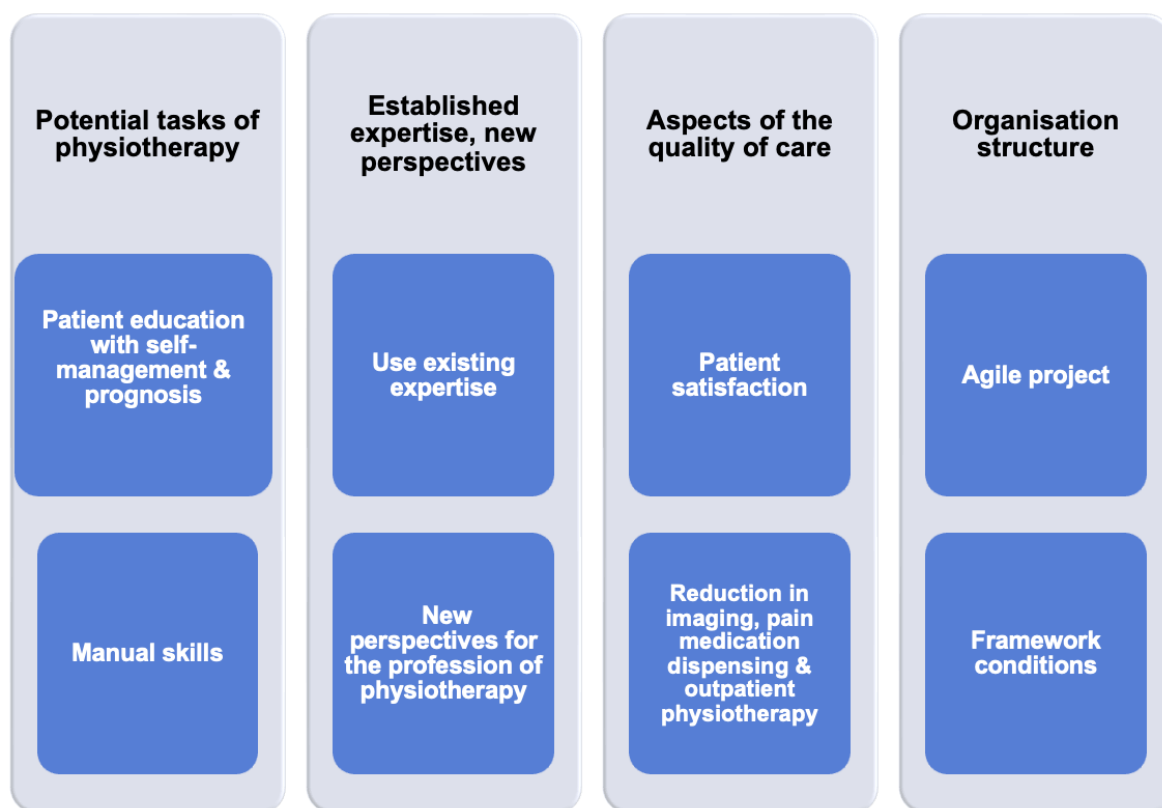 Potential tasks of
physiotherapy
Patient education
with self-
management &
prognosis
Manual skills
Established
expertise, new
perspectives
Use existing
expertise
New
perspectives for
the profession of
physiotherapy
Aspects of the
quality of care
Patient
satisfaction
Reduction in
imaging, pain
medication
dispensing &
outpatient
physiotherapy
Organisation
structure
Agile project
Framework
conditions